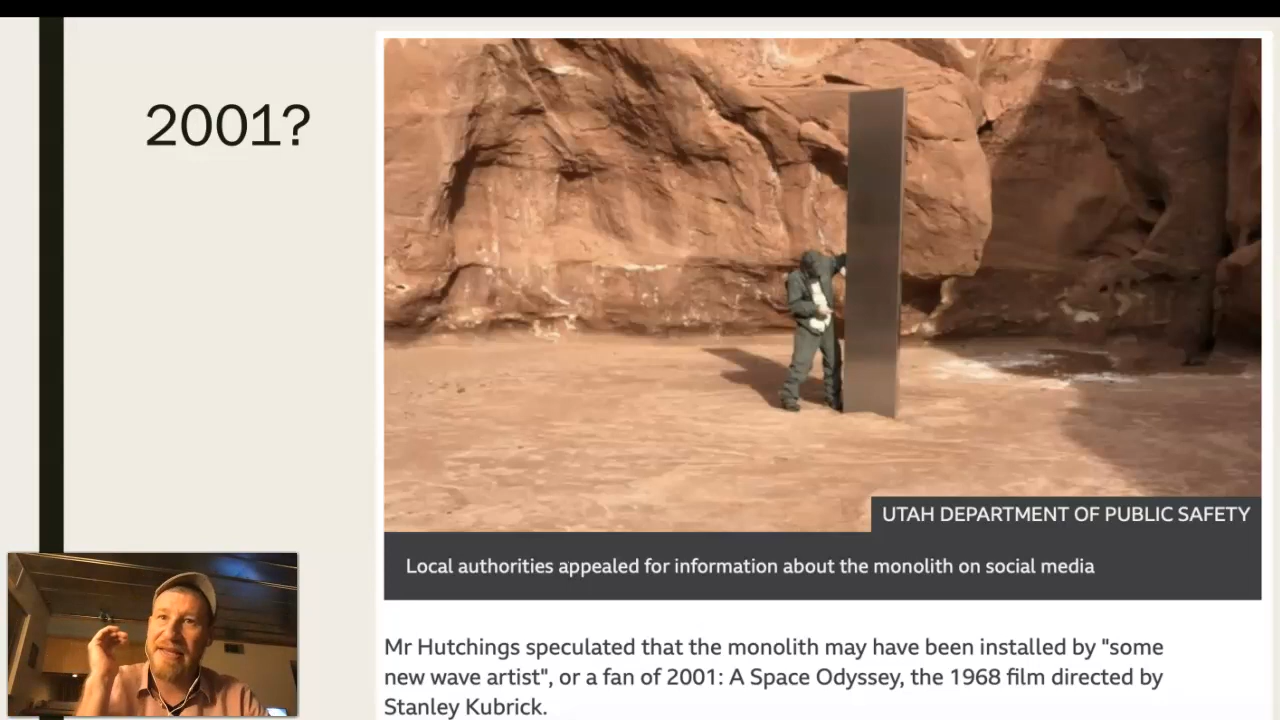 2001?
UTAH DEPARTMENT OF PUBLIC SAFETY
Local authorities appealed for information about the monolith on social media
Mr Hutchings speculated that the monolith may have been installed by "some
new wave artist", or a fan of 2001: A Space Odyssey, the 1968 film directed by
Stanley Kubrick.